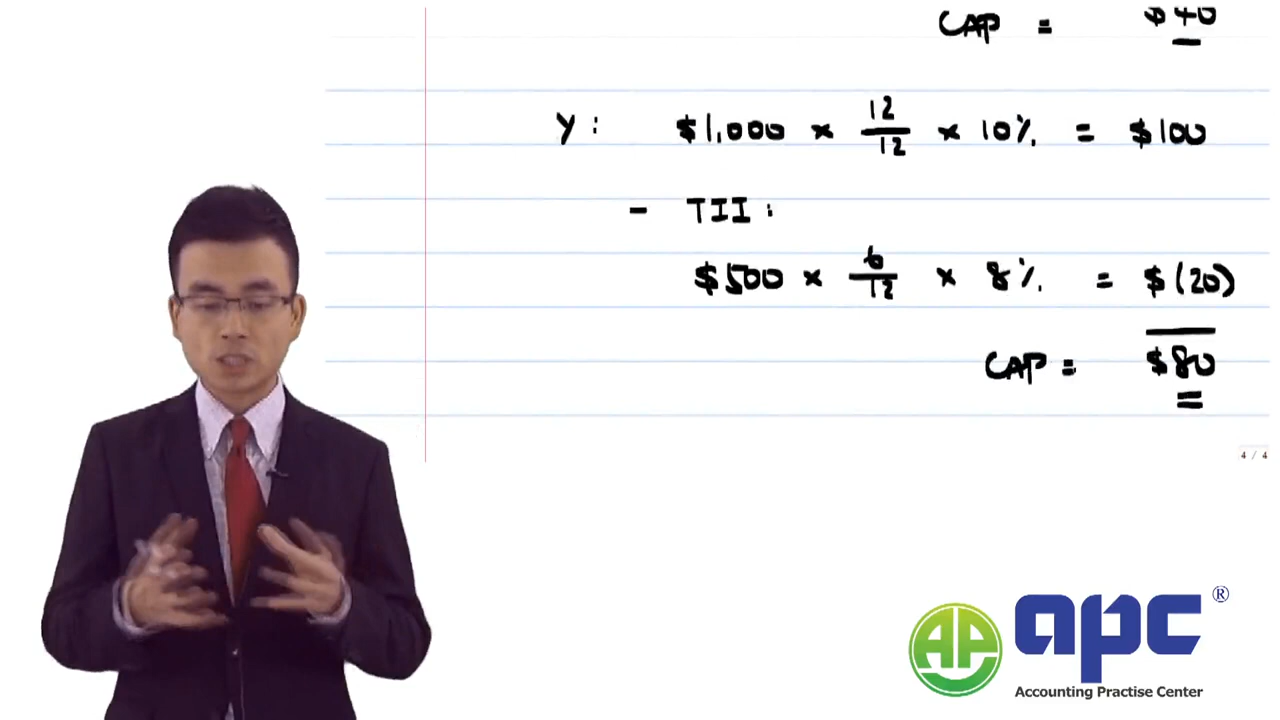 CAP = $40
Y: $1,000 × 12/12 × 10% = $100
- TII:
$500 × 6/12 × 8% = $(20)
CAP = $80
4 / 4
AP
apc ®
Accounting Practise Center